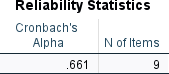 Reliability Statistics
Cronbach's
Alpha N of Items
.661 9